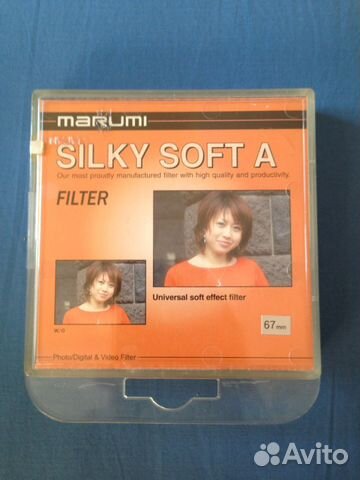 marumi
SILKY SOFT A
Our most proudly manufactured filter with high quality and productivity.
FILTER
Universal soft effect filter
W/O
67mm
Photo/Digital & Video Filter
Avito